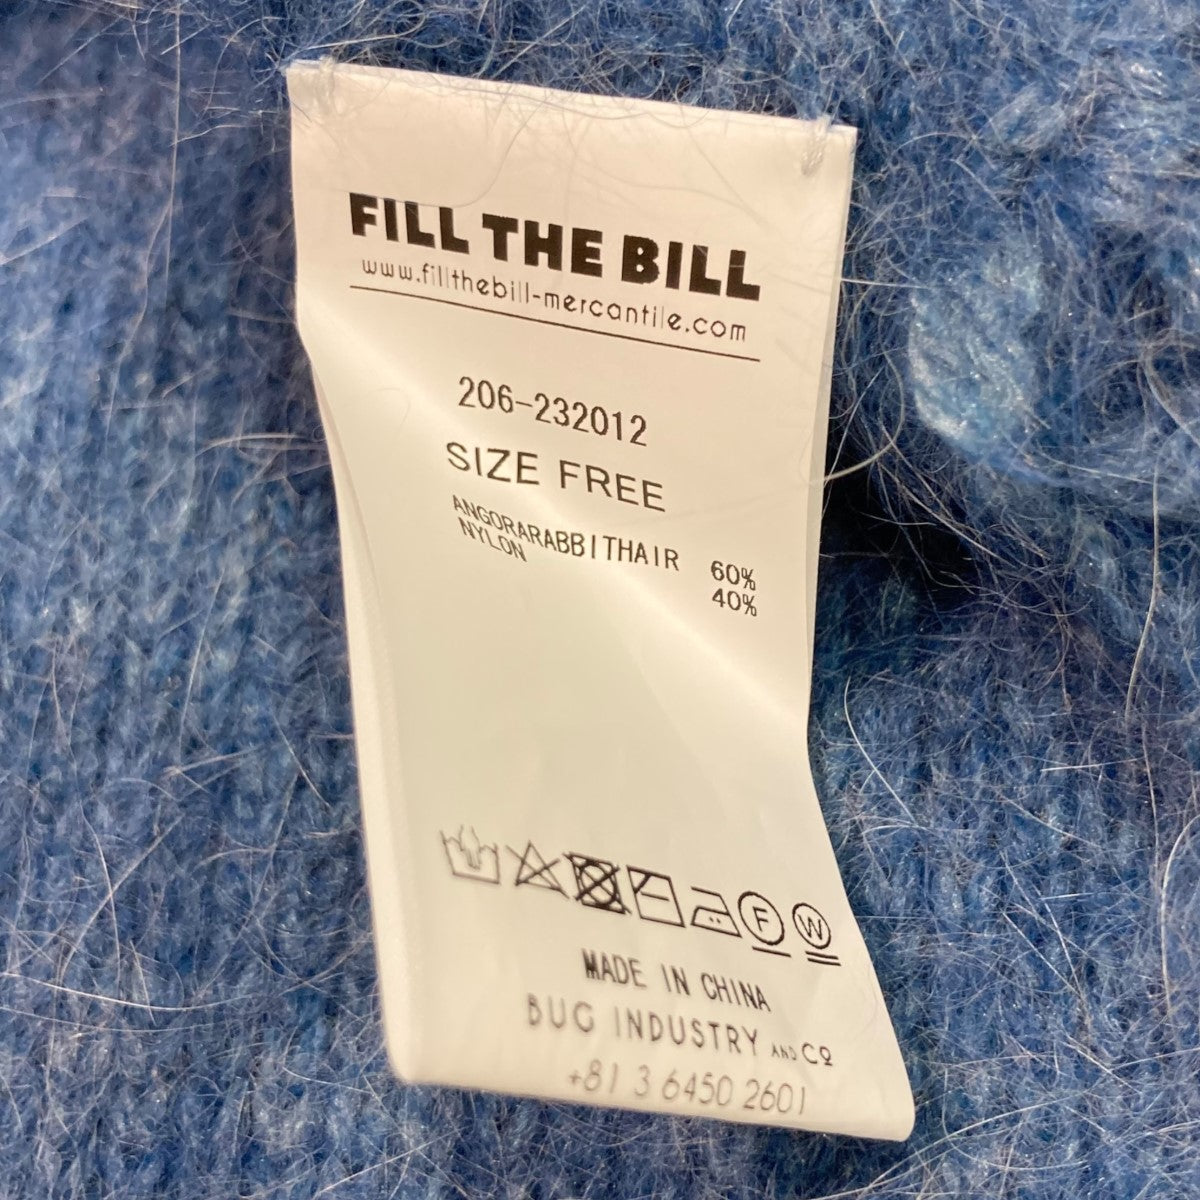 FILL THE BILL
www.fillthebill-mercantile.com
206-232012
SIZE FREE
ANGORARABBITHAIR 60%
NYLON 40%
F W
MADE IN CHINA
BUG INDUSTRY AND CO
+81 3 6450 2601